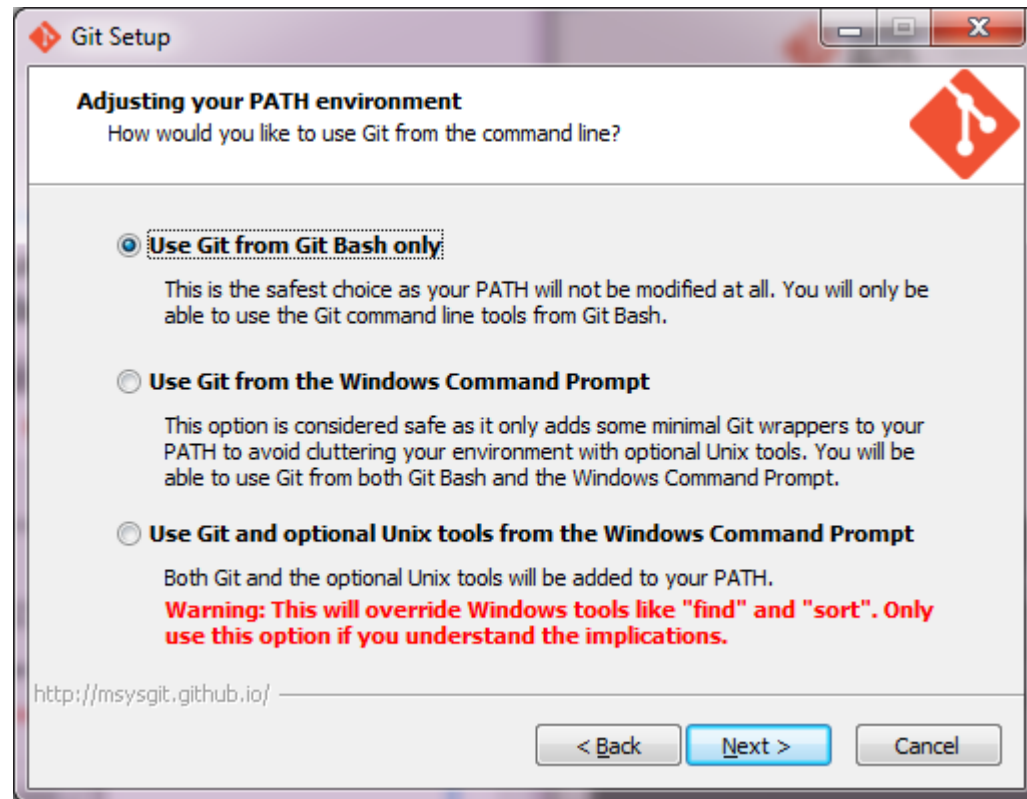 Git Setup
Adjusting your PATH environment
How would you like to use Git from the command line?
Use Git from Git Bash only
This is the safest choice as your PATH will not be modified at all. You will only be
able to use the Git command line tools from Git Bash.
Use Git from the Windows Command Prompt
This option is considered safe as it only adds some minimal Git wrappers to your
PATH to avoid cluttering your environment with optional Unix tools. You will be
able to use Git from both Git Bash and the Windows Command Prompt.
Use Git and optional Unix tools from the Windows Command Prompt
Both Git and the optional Unix tools will be added to your PATH.
Warning: This will override Windows tools like "find" and "sort". Only
use this option if you understand the implications.
http://msysgit.github.io/
< Back Next > Cancel